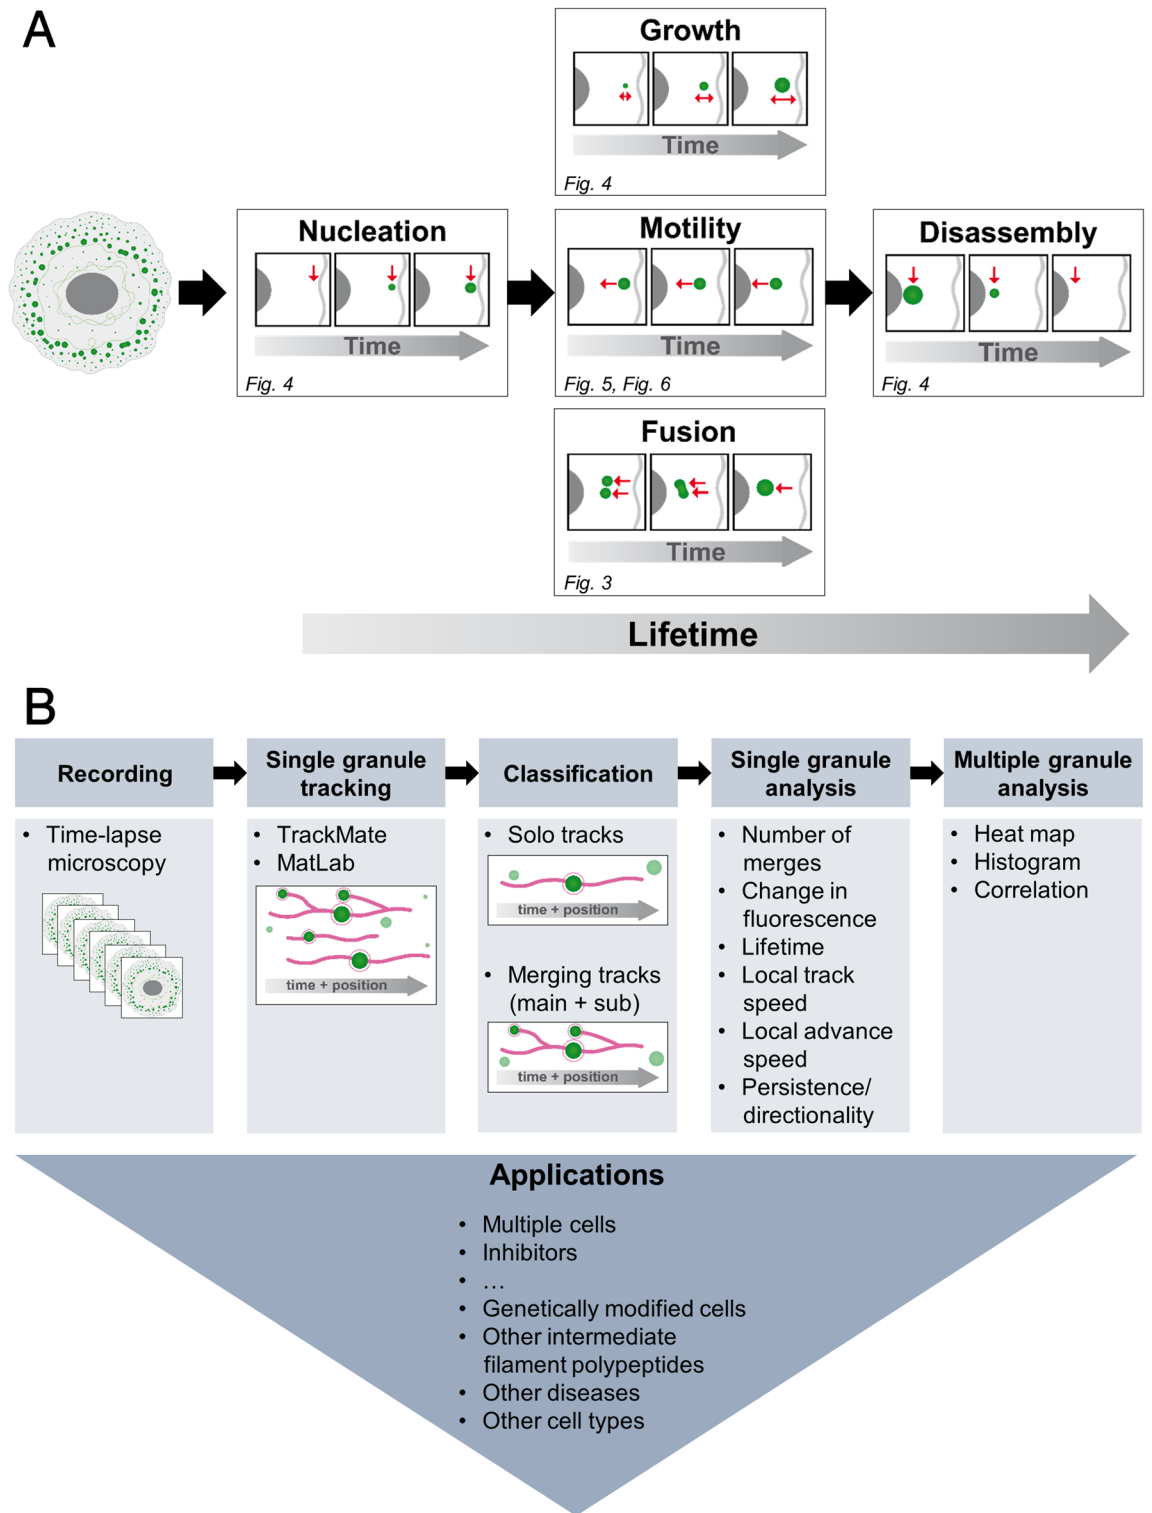 A
Growth
Time
Fig. 4
Nucleation
Time
Fig. 4
Motility
Time
Fig. 5, Fig. 6
Disassembly
Time
Fig. 4
Fusion
Time
Fig. 3
Lifetime
B
Recording
• Time-lapse
microscopy
Single granule
tracking
• TrackMate
• MatLab
time + position
Classification
• Solo tracks
time + position
• Merging tracks
(main + sub)
time + position
Single granule
analysis
• Number of
merges
• Change in
fluorescence
• Lifetime
• Local track
speed
• Local advance
speed
• Persistence/
directionality
Multiple granule
analysis
• Heat map
• Histogram
• Correlation
Applications
• Multiple cells
• Inhibitors
• …
• Genetically modified cells
• Other intermediate
filament polypeptides
• Other diseases
• Other cell types